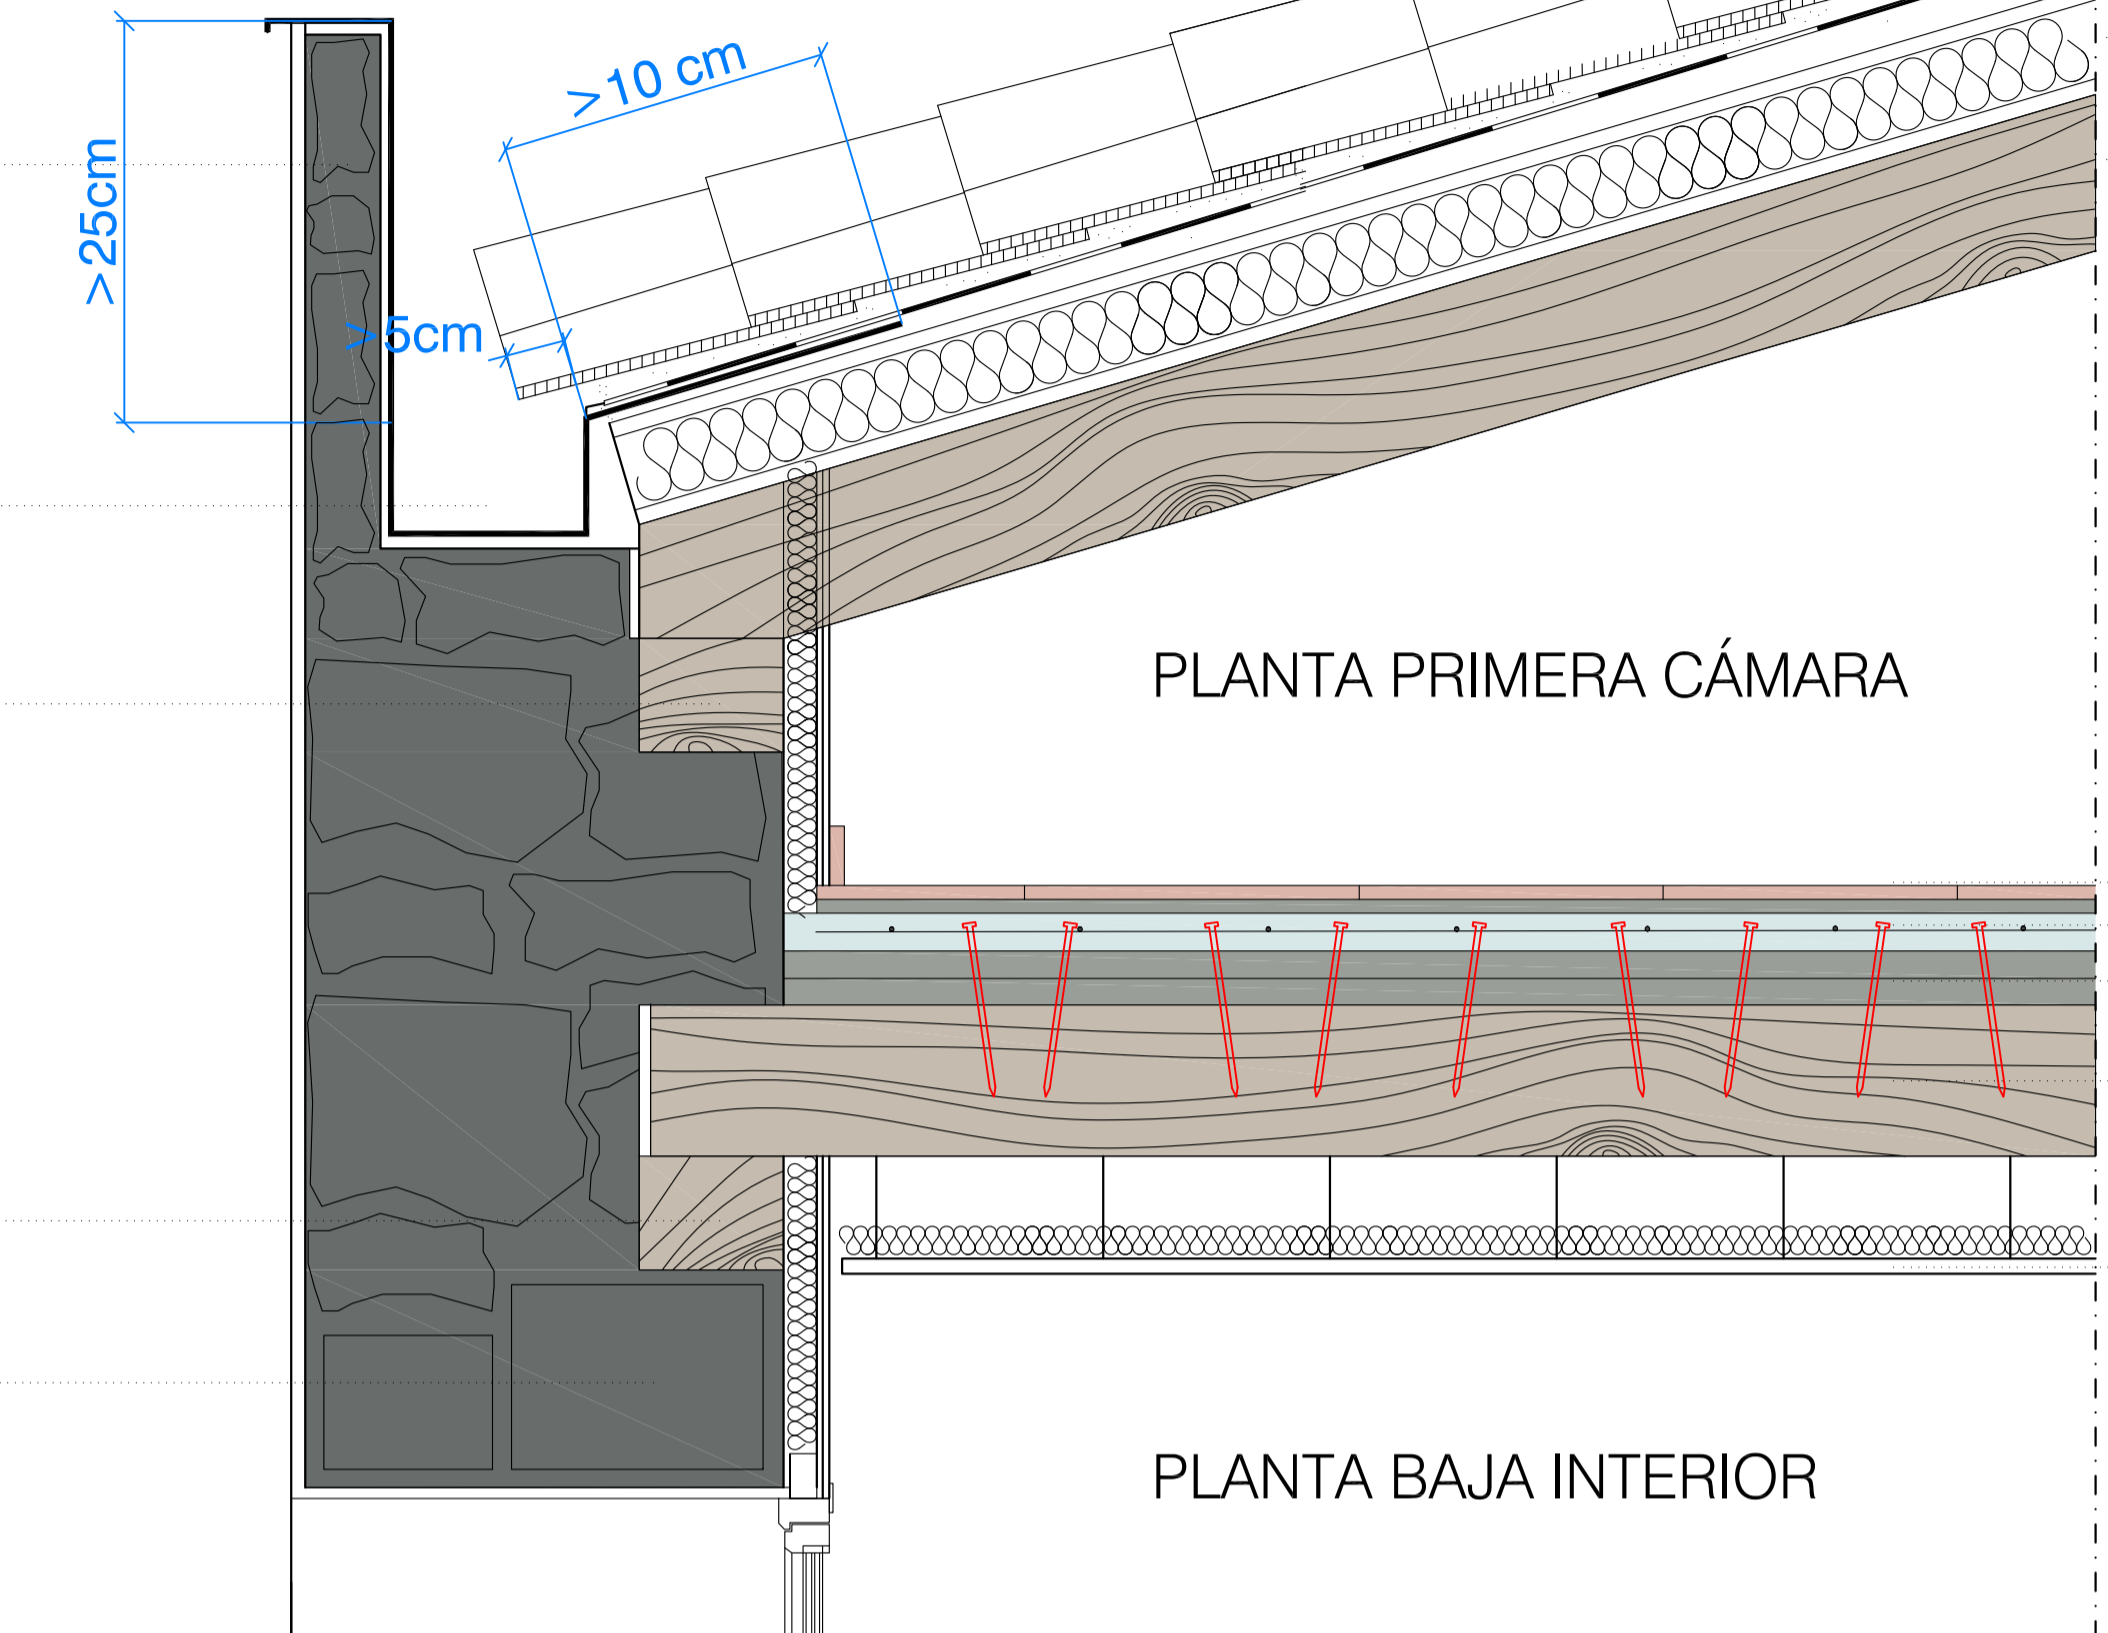 >10 cm
>25cm
>5cm
PLANTA PRIMERA CÁMARA
PLANTA BAJA INTERIOR